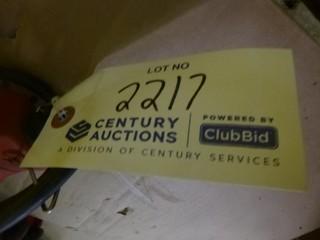 LOT NO
2217
CENTURY AUCTIONS
POWERED BY
ClubBid
A DIVISION OF CENTURY SERVICES